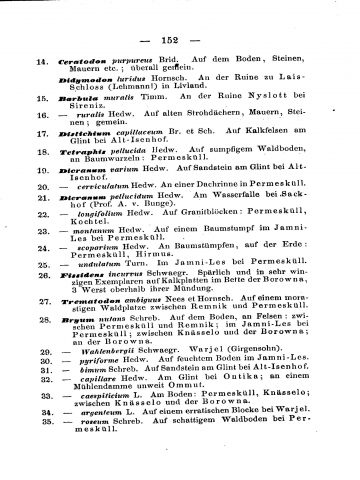 — 152 —
14. Ceratodon purpureus Brid. Auf dem Boden, Steinen,
Mauern etc.; überall gemein.
Didymodon luridus Hornsch. An der Ruine zu Lais-
Schloss (Lehmann!) in Livland.
15. Barbula muralis Timm. An der Ruine Nyslott bei
Sireniz.
16. — ruralis Hedw. Auf alten Strohdächern, Mauern, Stei-
nen; gemein.
17. Distichium capillaceum Br. et Sch. Auf Kalkfelsen am
Glint bei Alt-Isenhof.
18. Tetraphis pellucida Hedw. Auf sumpfigem Waldboden,
an Baumwurzeln: Permesküll.
19. Dicranum varium Hedw. Auf Sandstein am Glint bei Alt-
Isenhof.
20. — cerviculatum Hedw. An einer Dachrinne in Permesküll.
21. Dicranum pellucidum Hedw. Am Wasserfalle bei Sack-
hof (Prof. A. v. Bunge).
22. — longifolium Hedw. Auf Granitblöcken: Permesküll,
Kochtel.
23. — montanum Hedw. Auf einem Baumstumpf im Jamni-
Les bei Permesküll.
24. — scoparium Hedw. An Baumstümpfen, auf der Erde:
Permesküll, Hirmus.
25. — undulatum Turn. Im Jamni-Les bei Permesküll.
26. Fissidens incurvus Schwaegr. Spärlich und in sehr win-
zigen Exemplaren auf Kalkplatten im Bette der Borowna,
3 Werst oberhalb ihrer Mündung.
27. Trematodon ambiguus Nees et Hornsch. Auf einem mora-
stigen Waldplatze zwischen Remnik und Permesküll.
28. Bryum nutans Schreb. Auf dem Boden, an Felsen: zwi-
schen Permesküll und Remnik; im Jamni-Les bei
Permesküll; zwischen Knässelo und der Borowna;
an der Borowna.
29. — Wahlenbergii Schwaegr. Warjel (Girgensohn).
30. — pyriforme Hedw. Auf feuchtem Boden im Jamni-Les.
31. — bimum Schreb. Auf Sandstein am Glint bei Alt-Isenhof.
32. — capillare Hedw. Am Glint bei Ontika; an einem
Mühlendamme unweit Ommut.
33. — caespiticium L. Am Boden: Permesküll, Knässelo;
zwischen Knässelo und der Borowna.
34. — argenteum L. Auf einem erratischen Blocke bei Warjel.
35. — roseum Schreb. Auf schattigem Waldboden bei Per-
mesküll.